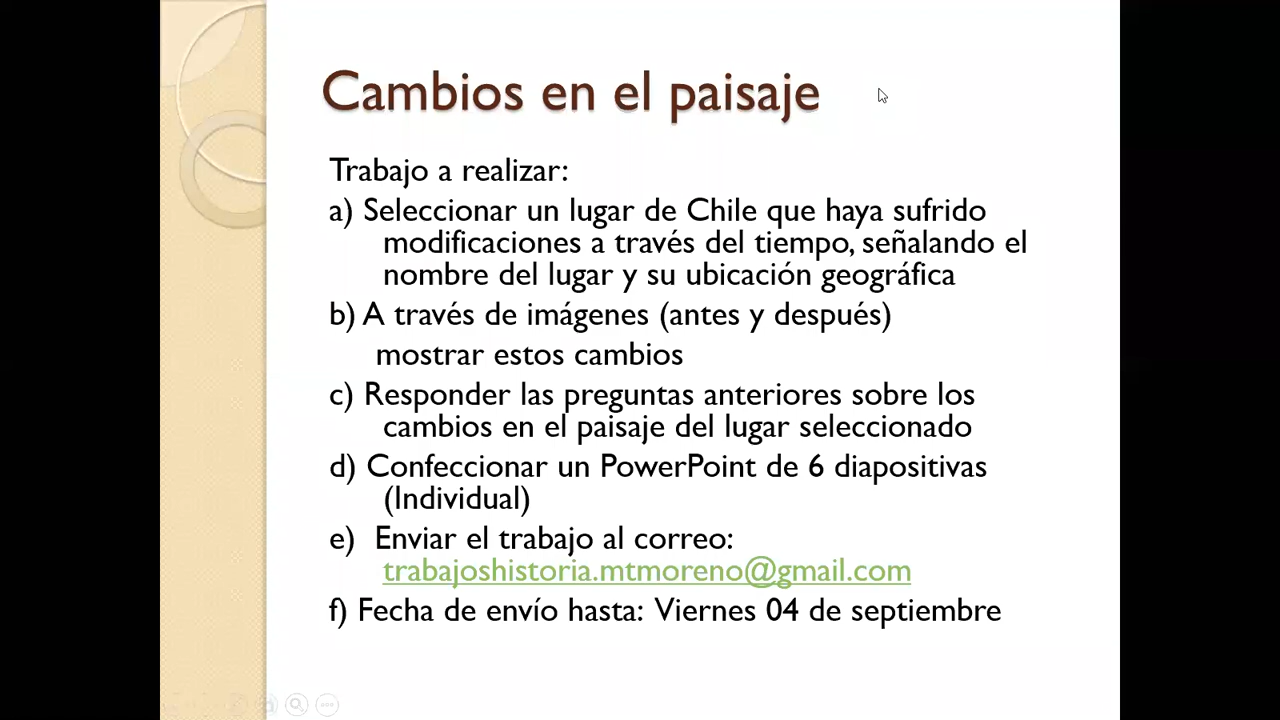 Cambios en el paisaje
Trabajo a realizar:
a) Seleccionar un lugar de Chile que haya sufrido
modificaciones a través del tiempo, señalando el
nombre del lugar y su ubicación geográfica
b) A través de imágenes (antes y después)
mostrar estos cambios
c) Responder las preguntas anteriores sobre los
cambios en el paisaje del lugar seleccionado
d) Confeccionar un PowerPoint de 6 diapositivas
(Individual)
e) Enviar el trabajo al correo:
trabajoshistoria.mtmoreno@gmail.com
f) Fecha de envío hasta: Viernes 04 de septiembre